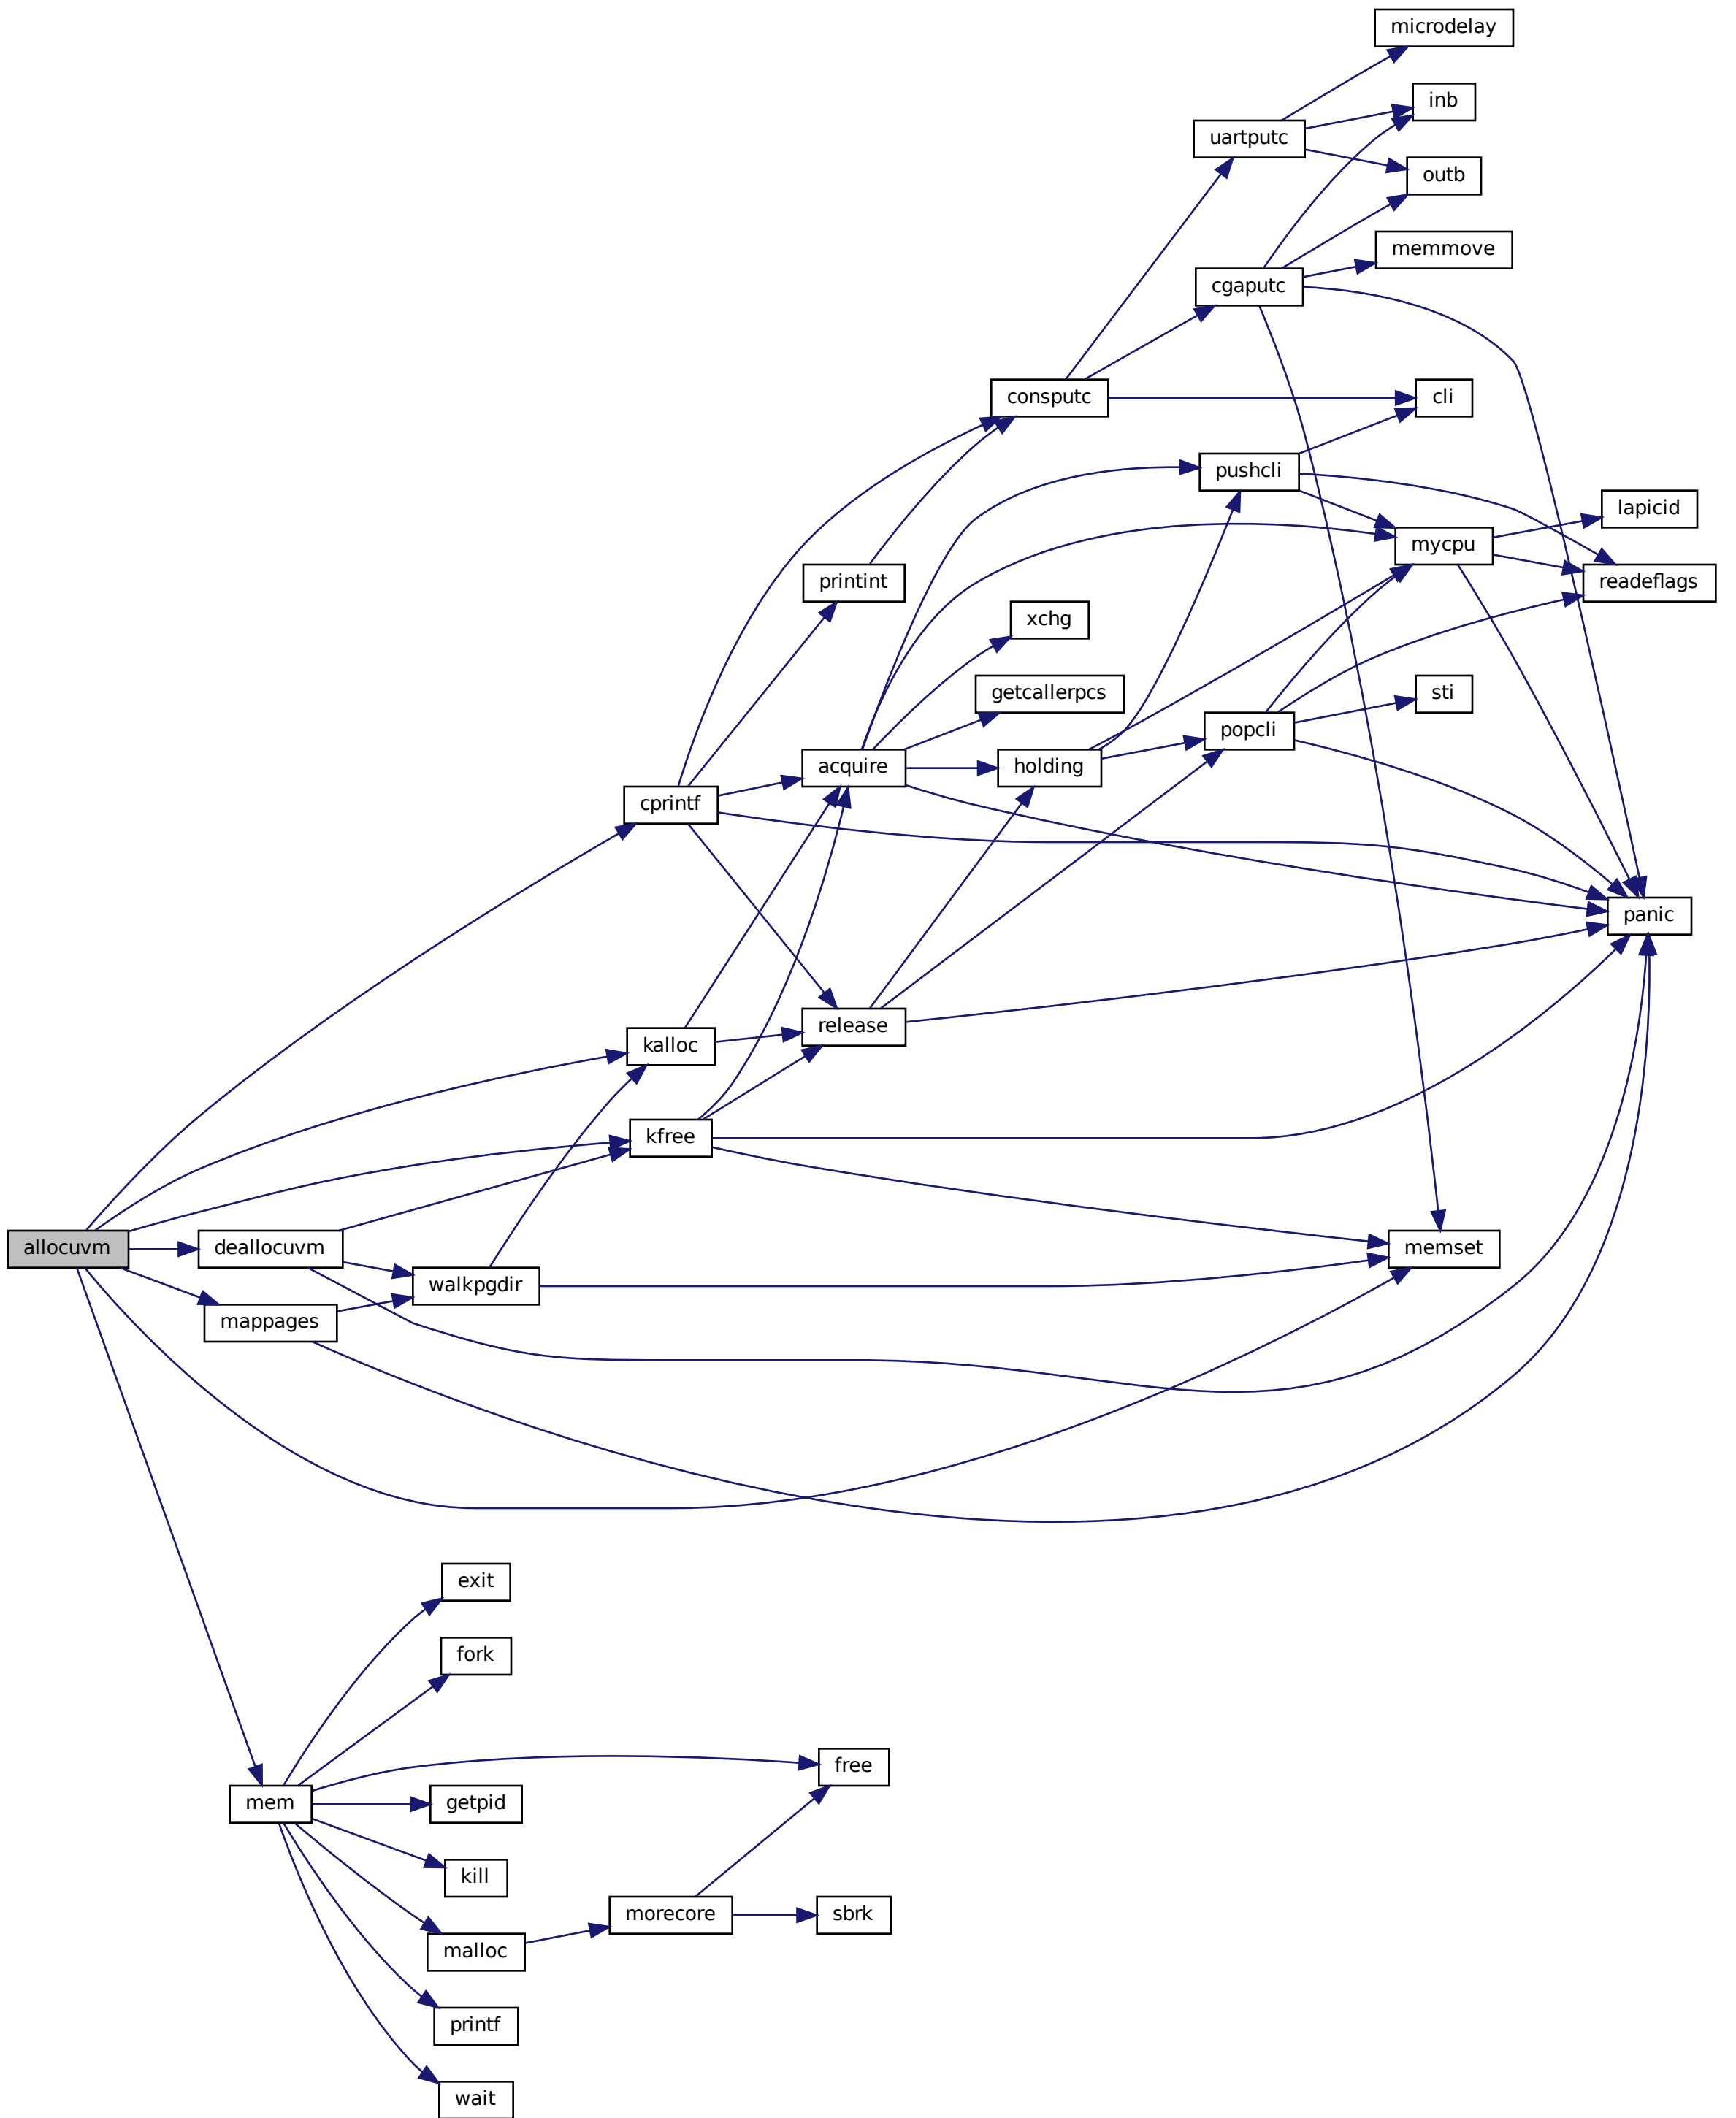 microdelay
inb
uartputc
outb
memmove
cgaputc
consputc
cli
pushcli
lapicid
mycpu
printint
readeflags
xchg
getcallerpcs
sti
popcli
acquire
holding
cprintf
panic
release
kalloc
kfree
allocuvm
deallocuvm
memset
walkpgdir
mappages
exit
fork
free
mem
getpid
kill
morecore
sbrk
malloc
printf
wait